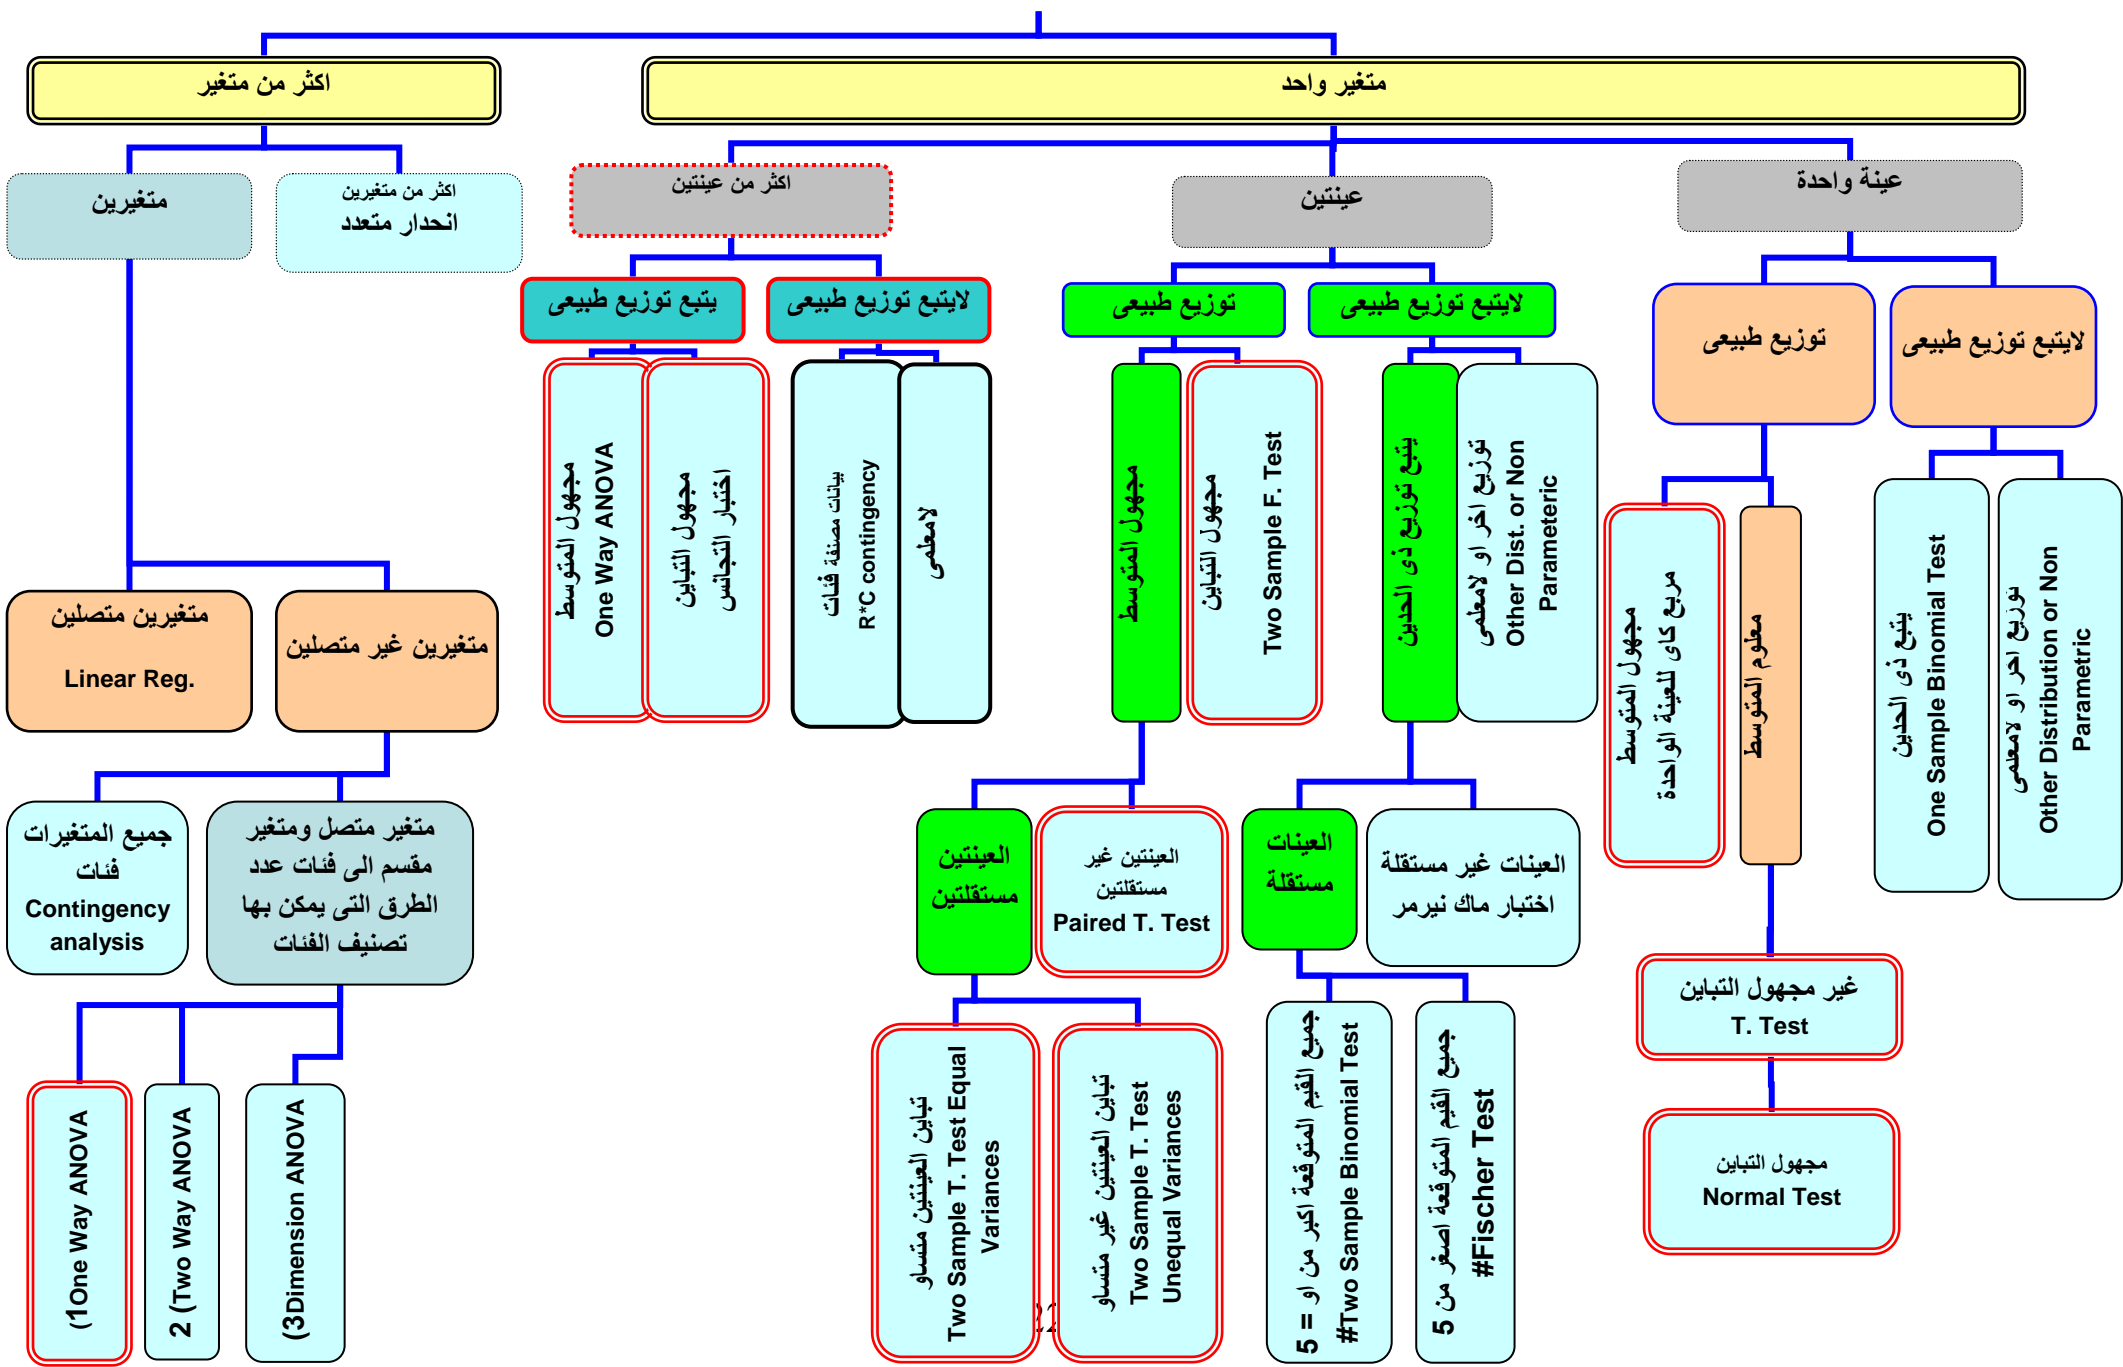 متغير واحد
اكثر من متغير
عينة واحدة
عينتين
اكثر من عينتين
اكثر من متغيرين
انحدار متعدد
متغيرين
لايتبع توزيع طبيعى
توزيع طبيعى
لايتبع توزيع طبيعى
توزيع طبيعى
لايتبع توزيع طبيعى
يتبع توزيع طبيعى
توزيع اخر او لامعلمى
Other Distribution or Non
Parametric
يتبع ذى الحدين
One Sample Binomial Test
معلوم المتوسط
مجهول المتوسط
مربع كاى للعينة الواحدة
توزيع اخر او لامعلمى
Other Dist. or Non
Parameteric
يتبع توزيع ذى الحدين
مجهول التباين
Two Sample F. Test
مجهول المتوسط
لامعلمى
بيانات مصنفة فئات
R*C contingency
مجهول التباين
اختبار التجانس
مجهول المتوسط
One Way ANOVA
متغيرين غير متصلين
متغيرين متصلين
Linear Reg.
العينات غير مستقلة
اختبار ماك نيرمر
العينات
مستقلة
العينتين غير
مستقلتين
Paired T. Test
العينتين
مستقلتين
متغير متصل ومتغير
مقسم الى فئات عدد
الطرق التى يمكن بها
تصنيف الفئات
جميع المتغيرات
فئات
Contingency
analysis
غير مجهول التباين
T. Test
مجهول التباين
Normal Test
جميع القيم المتوقعة اصغر من 5
#Fischer Test
جميع القيم المتوقعة اكبر من او = 5
#Two Sample Binomial Test
تباين العينتين غير متساو
Two Sample T. Test
Unequal Variances
تباين العينتين متساو
Two Sample T. Test Equal
Variances
(3Dimension ANOVA
2 (Two Way ANOVA
(1One Way ANOVA